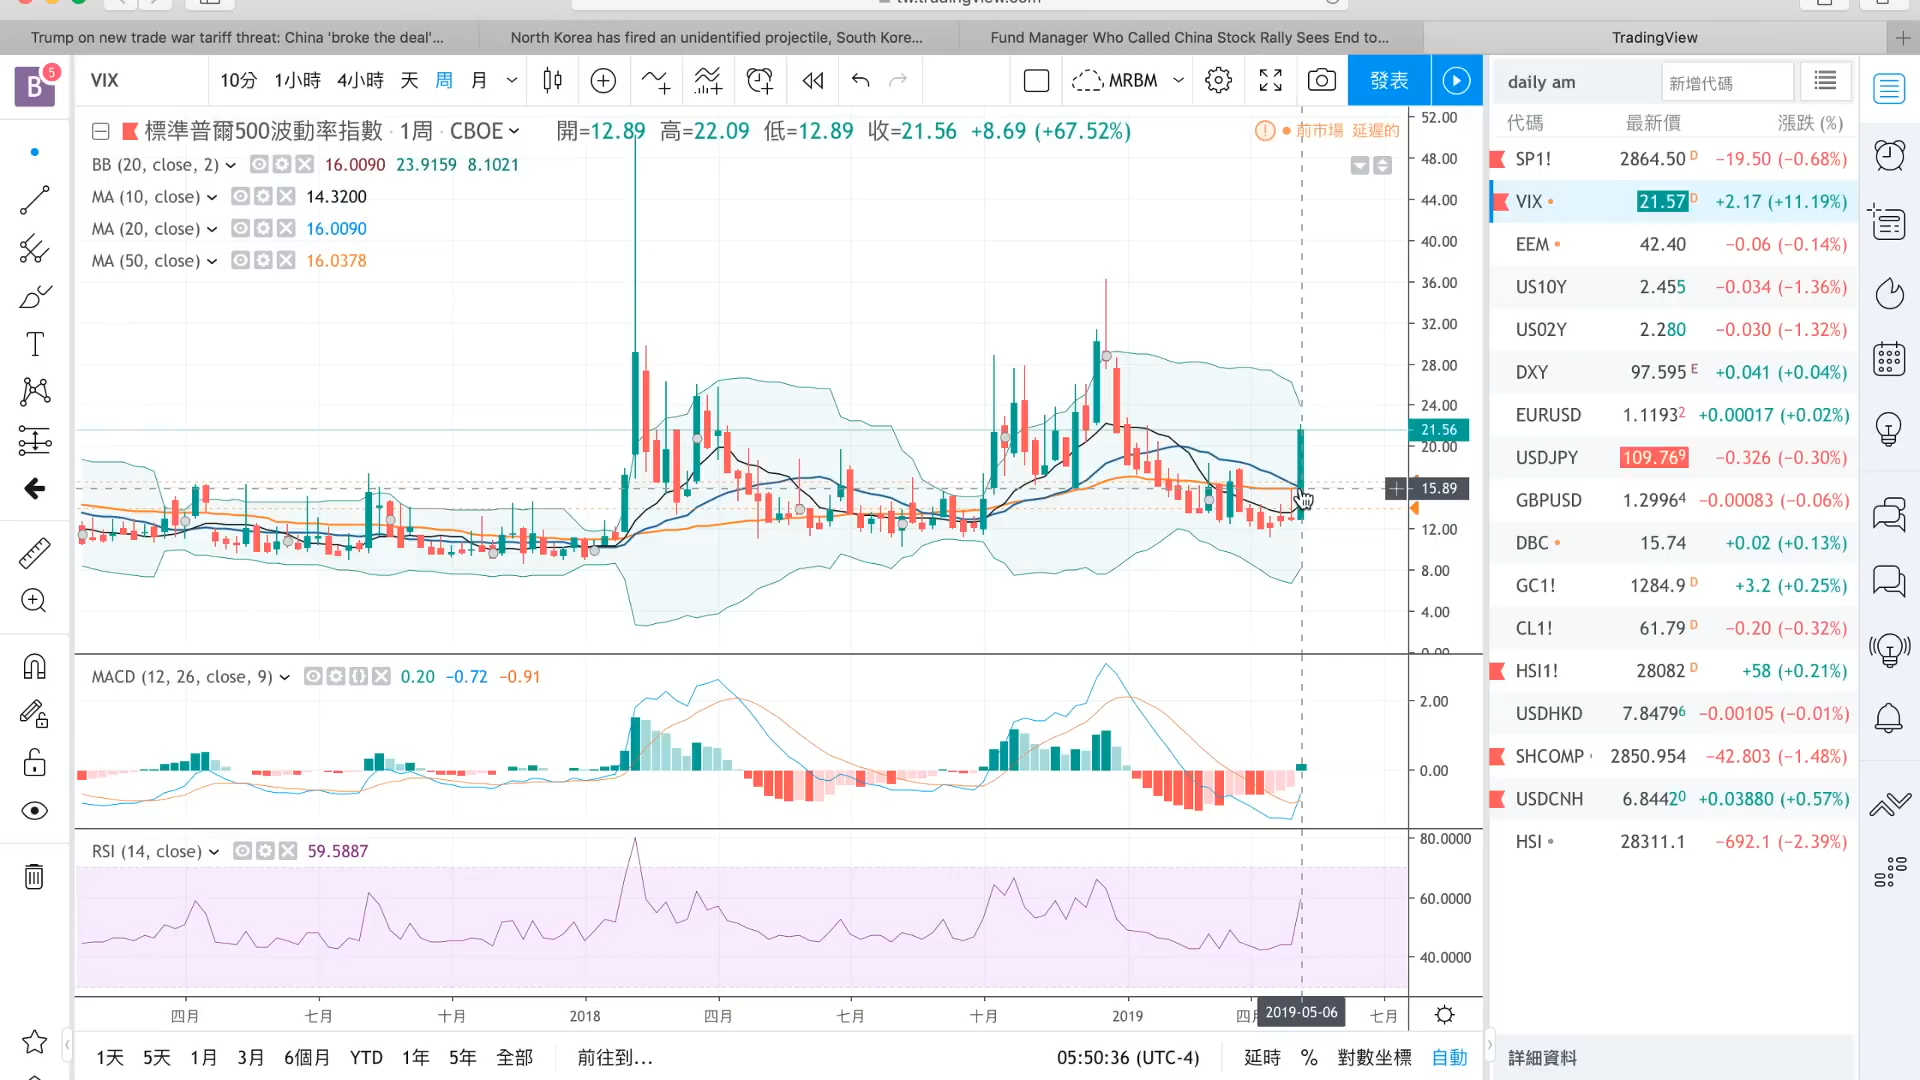 Trump on new trade war tariff threat: China 'broke the deal'...
North Korea has fired an unidentified projectile, South Kore...
Fund Manager Who Called China Stock Rally Sees End to...
TradingView
B 5
VIX 10分 1小時 4小時 天 周 月 MRBM 發表
標準普爾500波動率指數 · 1周 · CBOE 開=12.89 高=22.09 低=12.89 收=21.56 +8.69 (+67.52%) 前市場 延遲的
BB (20, close, 2) 16.0090 23.9159 8.1021
MA (10, close) 14.3200
MA (20, close) 16.0090
MA (50, close) 16.0378
52.00
48.00
44.00
40.00
36.00
32.00
28.00
24.00
21.56
20.00
15.89
12.00
8.00
4.00
0.00
MACD (12, 26, close, 9) 0.20 −0.72 −0.91
2.00
0.00
RSI (14, close) 59.5887
80.0000
60.0000
40.0000
四月 七月 十月 2018 四月 七月 十月 2019 四月 2019-05-06 七月
1天 5天 1月 3月 6個月 YTD 1年 5年 全部 前往到... 05:50:36 (UTC-4) 延時 % 對數坐標 自動
daily am 新增代碼
代碼 最新價 漲跌 (%)
SP1! 2864.50 D −19.50 (−0.68%)
VIX 21.57 D +2.17 (+11.19%)
EEM 42.40 −0.06 (−0.14%)
US10Y 2.455 −0.034 (−1.36%)
US02Y 2.280 −0.030 (−1.32%)
DXY 97.595 E +0.041 (+0.04%)
EURUSD 1.11932 +0.00017 (+0.02%)
USDJPY 109.769 −0.326 (−0.30%)
GBPUSD 1.29964 −0.00083 (−0.06%)
DBC 15.74 +0.02 (+0.13%)
GC1! 1284.9 D +3.2 (+0.25%)
CL1! 61.79 D −0.20 (−0.32%)
HSI1! 28082 D +58 (+0.21%)
USDHKD 7.84796 −0.00105 (−0.01%)
SHCOMP 2850.954 −42.803 (−1.48%)
USDCNH 6.84420 +0.03880 (+0.57%)
HSI 28311.1 −692.1 (−2.39%)
詳細資料